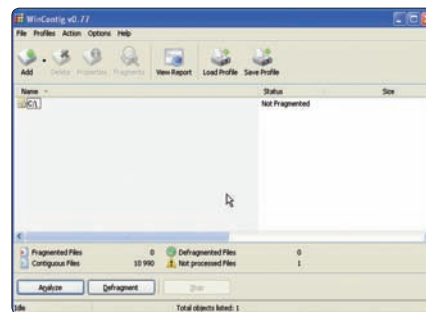 WinContig v0.77
File Profiles Action Options Help
Add Delete Properties Fragments View Report Load Profile Save Profile
Name Status Size
C:\ Not Fragmented
Fragmented Files 0 Defragmented Files 0
Contiguous Files 10 990 Not processed Files 1
Analyze Defragment Stop
Idle Total objects listed: 1